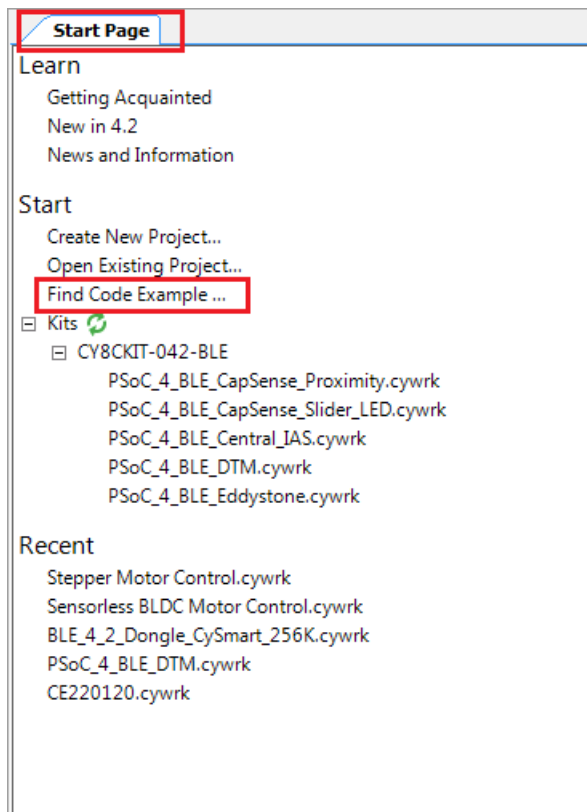 Start Page
Learn
Getting Acquainted
New in 4.2
News and Information
Start
Create New Project...
Open Existing Project...
Find Code Example ...
Kits
CY8CKIT-042-BLE
PSoC_4_BLE_CapSense_Proximity.cywrk
PSoC_4_BLE_CapSense_Slider_LED.cywrk
PSoC_4_BLE_Central_IAS.cywrk
PSoC_4_BLE_DTM.cywrk
PSoC_4_BLE_Eddystone.cywrk
Recent
Stepper Motor Control.cywrk
Sensorless BLDC Motor Control.cywrk
BLE_4_2_Dongle_CySmart_256K.cywrk
PSoC_4_BLE_DTM.cywrk
CE220120.cywrk